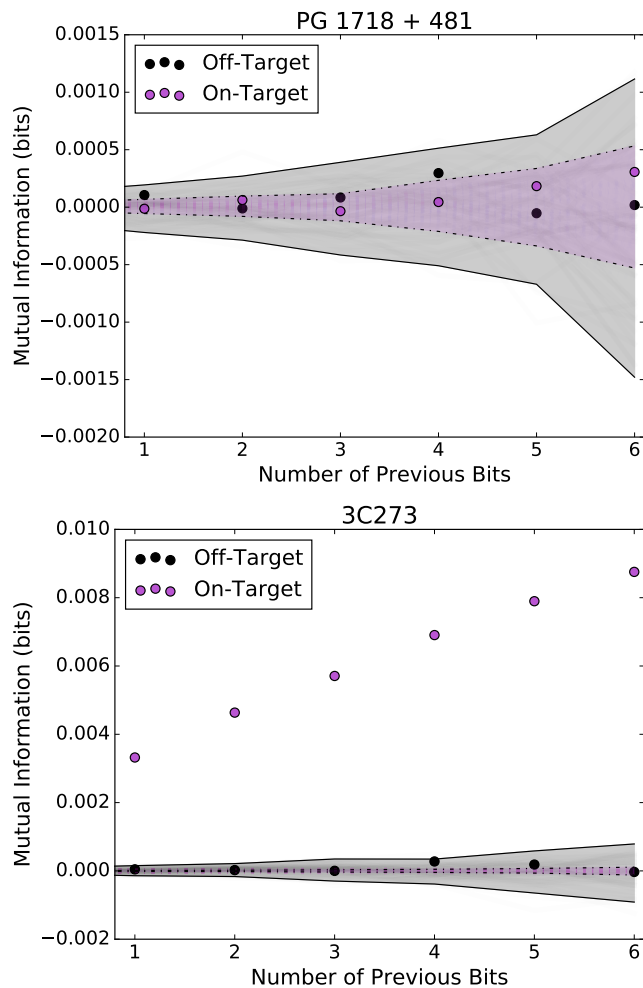 PG 1718 + 481
0.0015
0.0010
0.0005
0.0000
−0.0005
−0.0010
−0.0015
−0.0020
Mutual Information (bits)
Off-Target
On-Target
1 2 3 4 5 6
Number of Previous Bits
3C273
0.010
0.008
0.006
0.004
0.002
0.000
−0.002
Mutual Information (bits)
Off-Target
On-Target
1 2 3 4 5 6
Number of Previous Bits